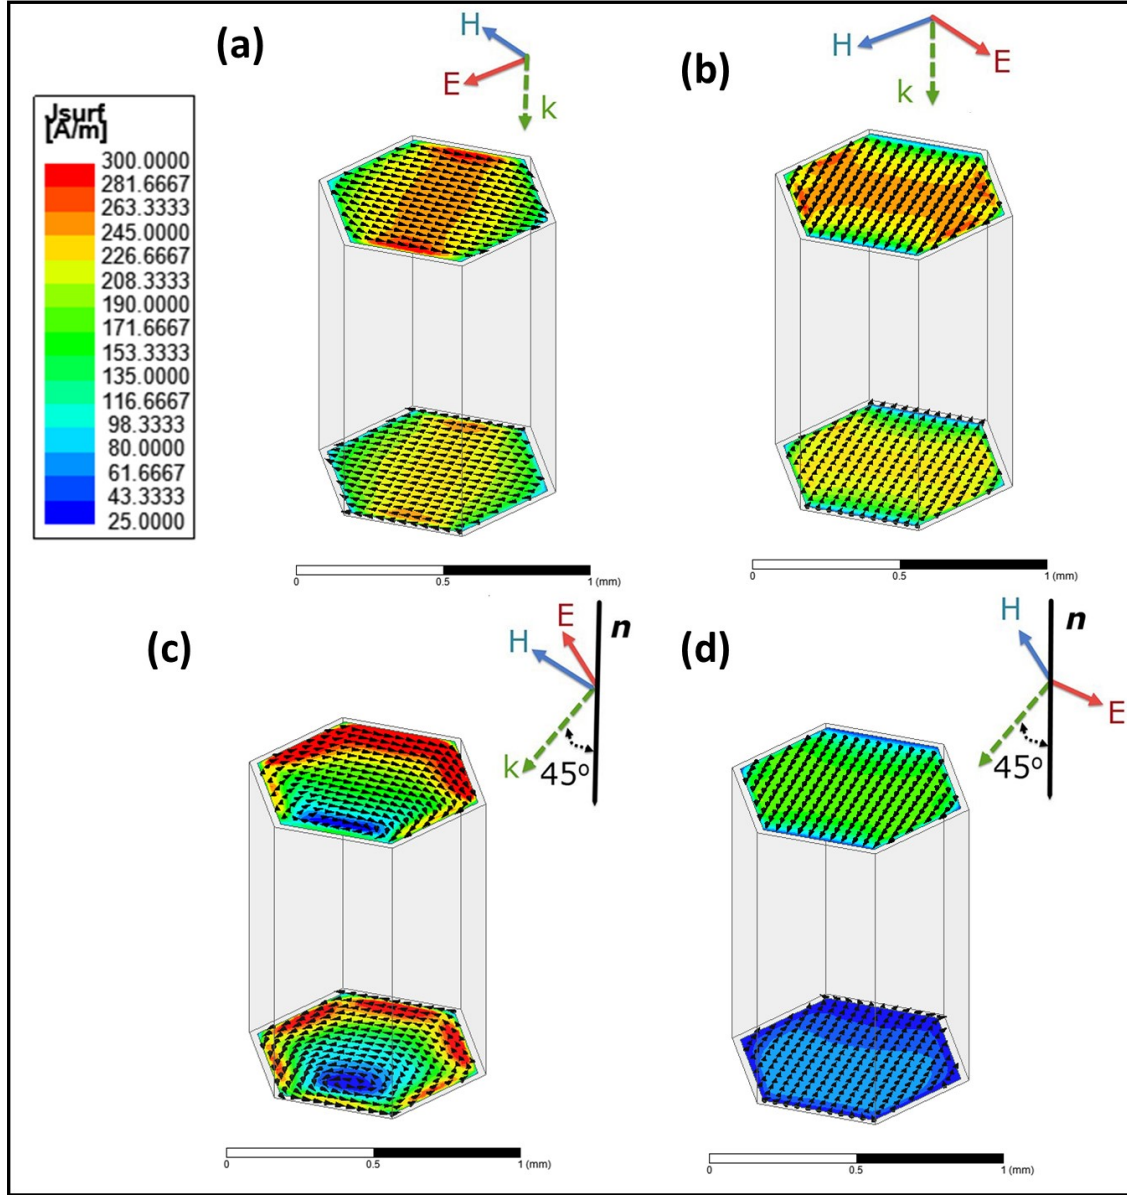 (a)
H
E
k
(b)
H
E
k
Jsurf
[A/m]
300.0000
281.6667
263.3333
245.0000
226.6667
208.3333
190.0000
171.6667
153.3333
135.0000
116.6667
98.3333
80.0000
61.6667
43.3333
25.0000
0 0.5 1 (mm)
0 0.5 1 (mm)
(c)
E
H
n
k
45o
(d)
H
n
E
k
45o
0 0.5 1 (mm)
0 0.5 1 (mm)